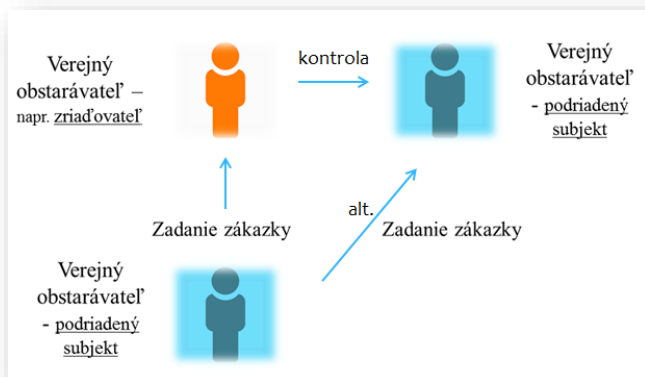 Verejný
obstarávateľ –
napr. zriaďovateľ
kontrola
Verejný
obstarávateľ
- podriadený
subjekt
alt.
Zadanie zákazky
Zadanie zákazky
Verejný
obstarávateľ
- podriadený
subjekt